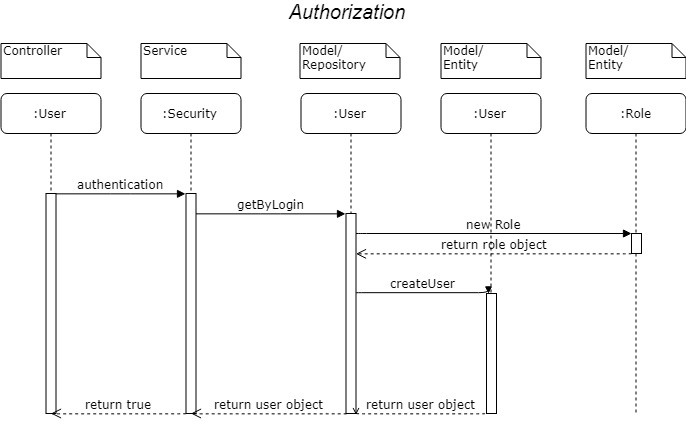 Authorization
Controller
Service
Model/
Repository
Model/
Entity
Model/
Entity
:User
:Security
:User
:User
:Role
authentication
getByLogin
new Role
return role object
createUser
return true
return user object
return user object